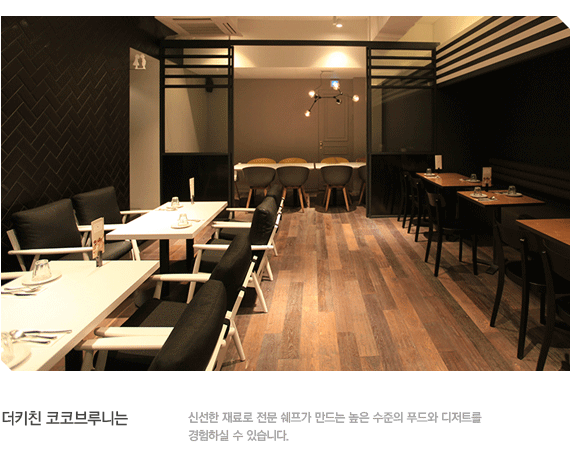 더키친 코코브루니는
신선한 재료로 전문 쉐프가 만드는 높은 수준의 푸드와 디저트를
경험하실 수 있습니다.